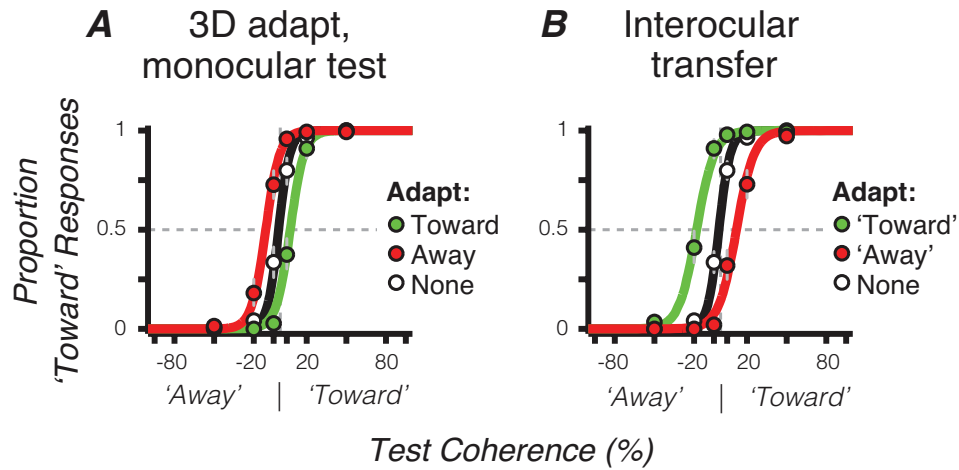 A
3D adapt,
monocular test
B
Interocular
transfer
Proportion
‘Toward’ Responses
1
0.5
0
-80
-20
20
80
‘Away’ | ‘Toward’
Adapt:
Toward
Away
None
1
0.5
0
-80
-20
20
80
‘Away’ | ‘Toward’
Adapt:
‘Toward’
‘Away’
None
Test Coherence (%)